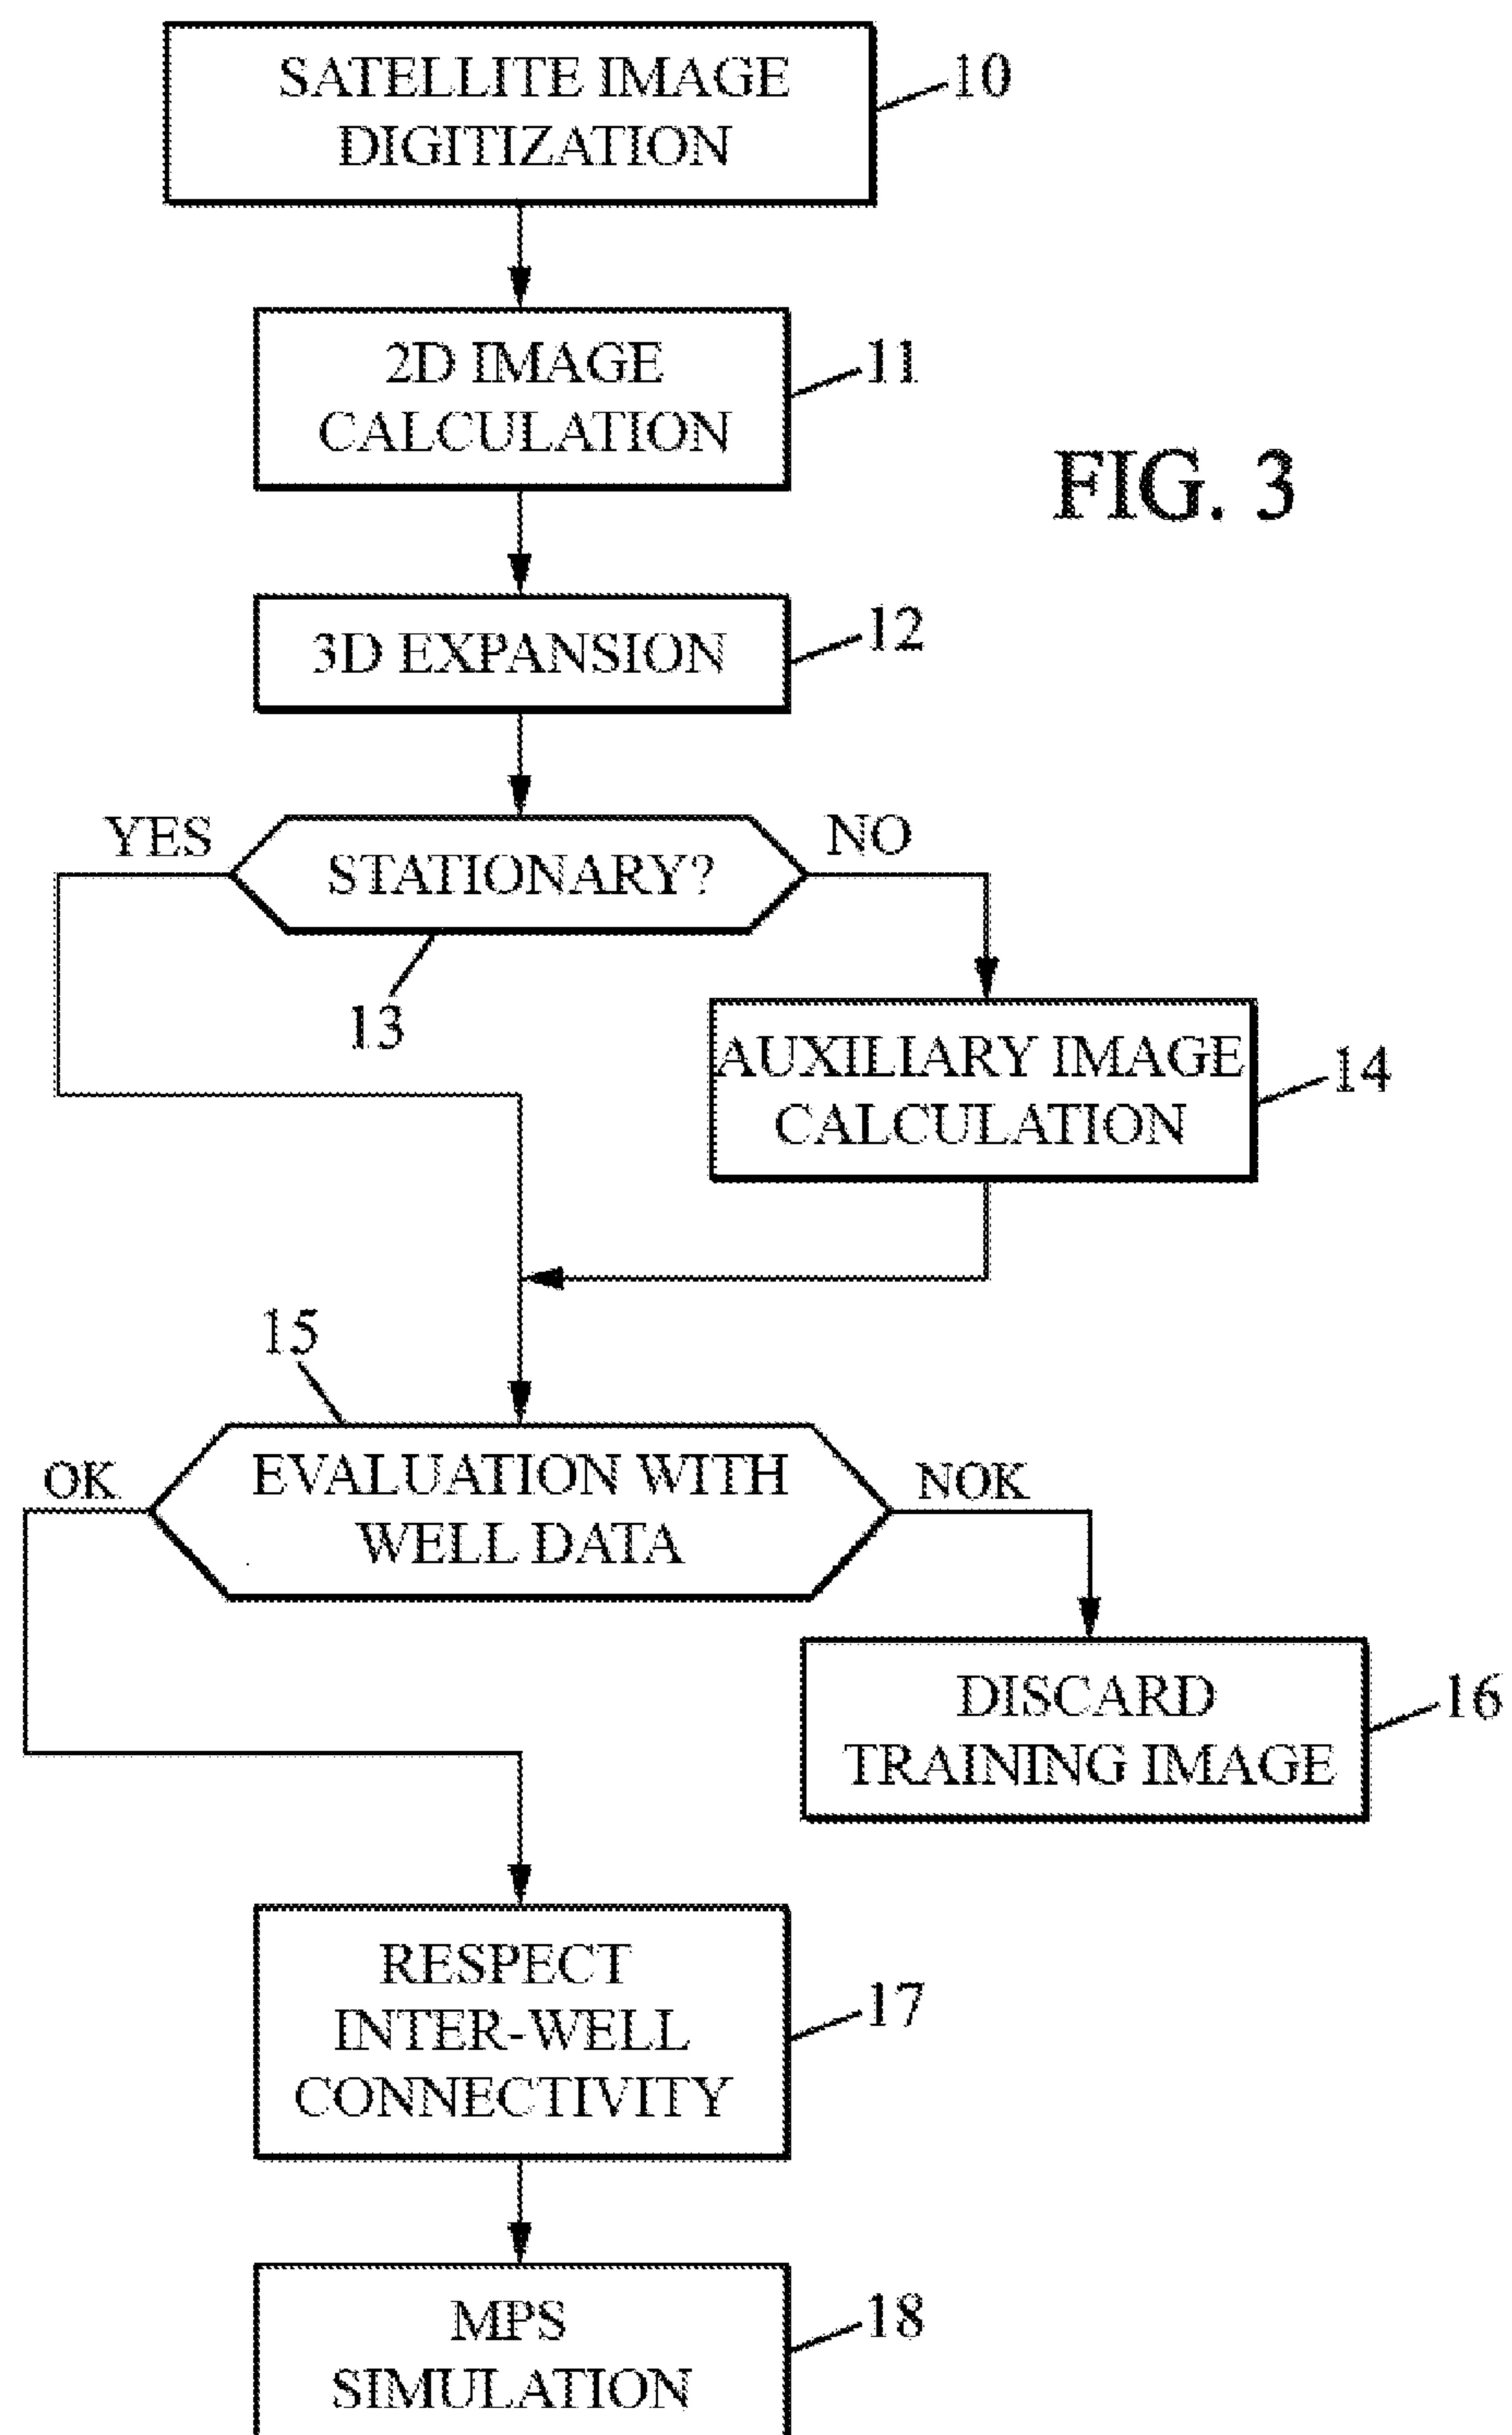 SATELLITE IMAGE
DIGITIZATION
10
2D IMAGE
CALCULATION
11
FIG. 3
3D EXPANSION
12
YES
STATIONARY?
NO
13
AUXILIARY IMAGE
CALCULATION
14
15
OK
EVALUATION WITH
WELL DATA
NOK
DISCARD
TRAINING IMAGE
16
RESPECT
INTER-WELL
CONNECTIVITY
17
MPS
SIMULATION
18